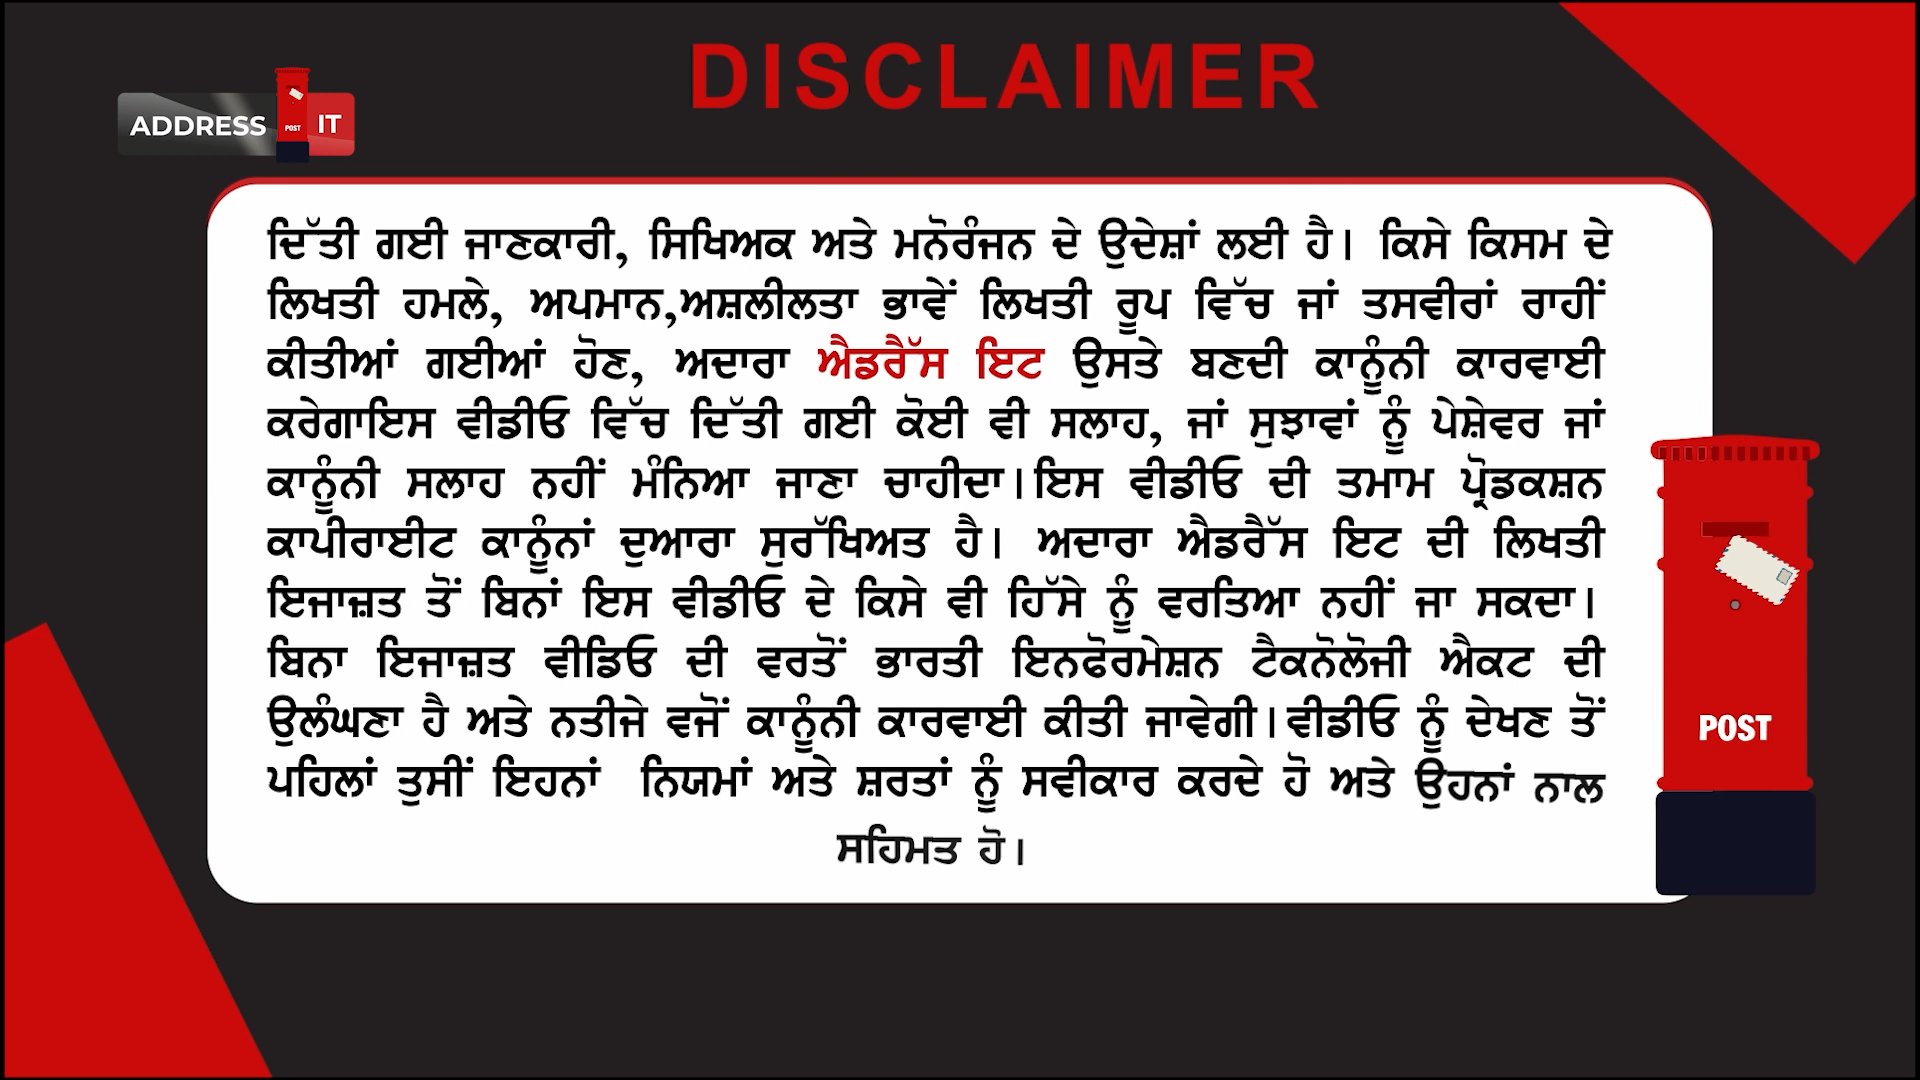 DISCLAIMER
ADDRESS POST IT
ਦਿੱਤੀ ਗਈ ਜਾਣਕਾਰੀ, ਸਿਖਿਅਕ ਅਤੇ ਮਨੋਰੰਜਨ ਦੇ ਉਦੇਸ਼ਾਂ ਲਈ ਹੈ। ਕਿਸੇ ਕਿਸਮ ਦੇ
ਲਿਖਤੀ ਹਮਲੇ, ਅਪਮਾਨ,ਅਸ਼ਲੀਲਤਾ ਭਾਵੇਂ ਲਿਖਤੀ ਰੂਪ ਵਿੱਚ ਜਾਂ ਤਸਵੀਰਾਂ ਰਾਹੀਂ
ਕੀਤੀਆਂ ਗਈਆਂ ਹੋਣ, ਅਦਾਰਾ ਐਡਰੈੱਸ ਇਟ ਉਸਤੇ ਬਣਦੀ ਕਾਨੂੰਨੀ ਕਾਰਵਾਈ
ਕਰੇਗਾਇਸ ਵੀਡੀਓ ਵਿੱਚ ਦਿੱਤੀ ਗਈ ਕੋਈ ਵੀ ਸਲਾਹ, ਜਾਂ ਸੁਝਾਵਾਂ ਨੂੰ ਪੇਸ਼ੇਵਰ ਜਾਂ
ਕਾਨੂੰਨੀ ਸਲਾਹ ਨਹੀਂ ਮੰਨਿਆ ਜਾਣਾ ਚਾਹੀਦਾ।ਇਸ ਵੀਡੀਓ ਦੀ ਤਮਾਮ ਪ੍ਰੋਡਕਸ਼ਨ
ਕਾਪੀਰਾਈਟ ਕਾਨੂੰਨਾਂ ਦੁਆਰਾ ਸੁਰੱਖਿਅਤ ਹੈ। ਅਦਾਰਾ ਐਡਰੈੱਸ ਇਟ ਦੀ ਲਿਖਤੀ
ਇਜਾਜ਼ਤ ਤੋਂ ਬਿਨਾਂ ਇਸ ਵੀਡੀਓ ਦੇ ਕਿਸੇ ਵੀ ਹਿੱਸੇ ਨੂੰ ਵਰਤਿਆ ਨਹੀਂ ਜਾ ਸਕਦਾ।
ਬਿਨਾ ਇਜਾਜ਼ਤ ਵੀਡਿਓ ਦੀ ਵਰਤੋਂ ਭਾਰਤੀ ਇਨਫੋਰਮੇਸ਼ਨ ਟੈਕਨੋਲੋਜੀ ਐਕਟ ਦੀ
ਉਲੰਘਣਾ ਹੈ ਅਤੇ ਨਤੀਜੇ ਵਜੋਂ ਕਾਨੂੰਨੀ ਕਾਰਵਾਈ ਕੀਤੀ ਜਾਵੇਗੀ।ਵੀਡੀਓ ਨੂੰ ਦੇਖਣ ਤੋਂ
ਪਹਿਲਾਂ ਤੁਸੀਂ ਇਹਨਾਂ ਨਿਯਮਾਂ ਅਤੇ ਸ਼ਰਤਾਂ ਨੂੰ ਸਵੀਕਾਰ ਕਰਦੇ ਹੋ ਅਤੇ ਉਹਨਾਂ ਨਾਲ
ਸਹਿਮਤ ਹੋ।
POST